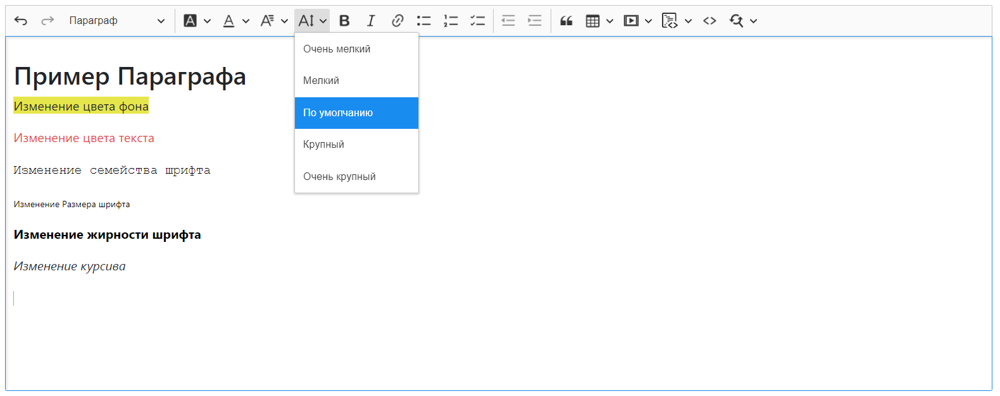 Параграф
Очень мелкий
Мелкий
По умолчанию
Крупный
Очень крупный
Пример Параграфа
Изменение цвета фона
Изменение цвета текста
Изменение семейства шрифта
Изменение Размера шрифта
Изменение жирности шрифта
Изменение курсива